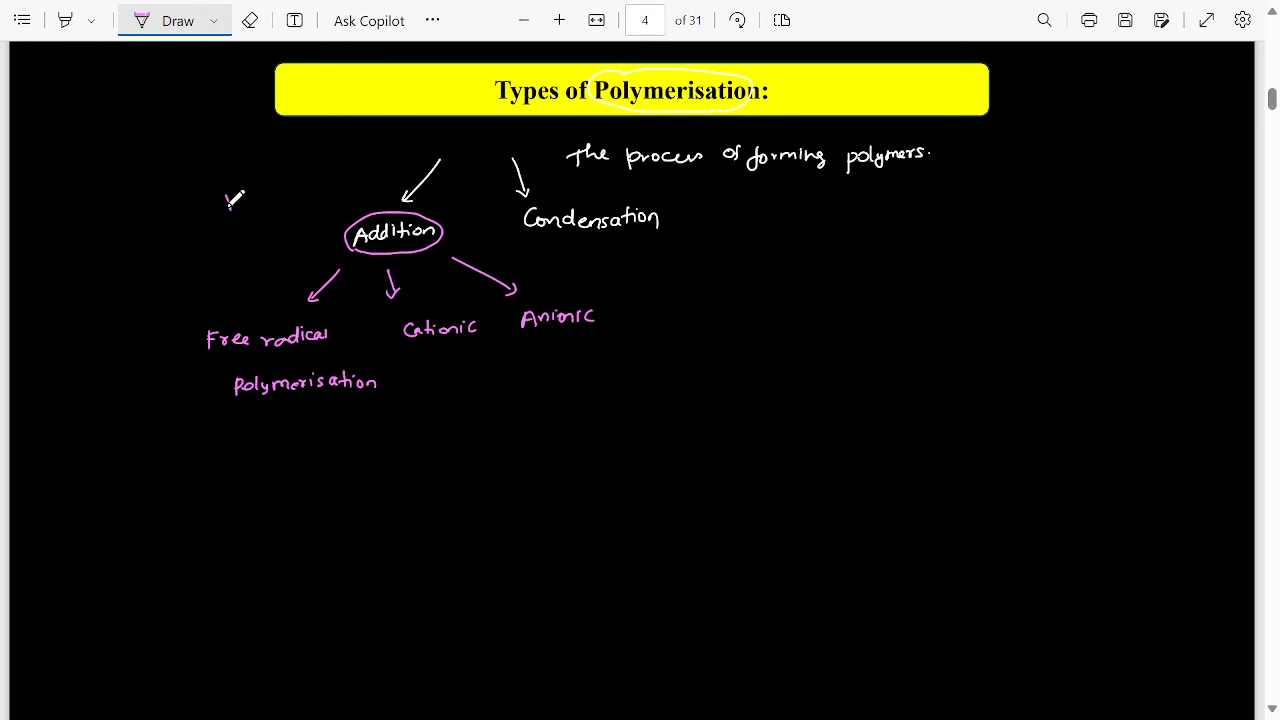 Draw
Ask Copilot
4 of 31
Types of Polymerisation:
The process of forming polymers.
Addition
Condensation
Free radical
Cationic
Anionic
polymerisation